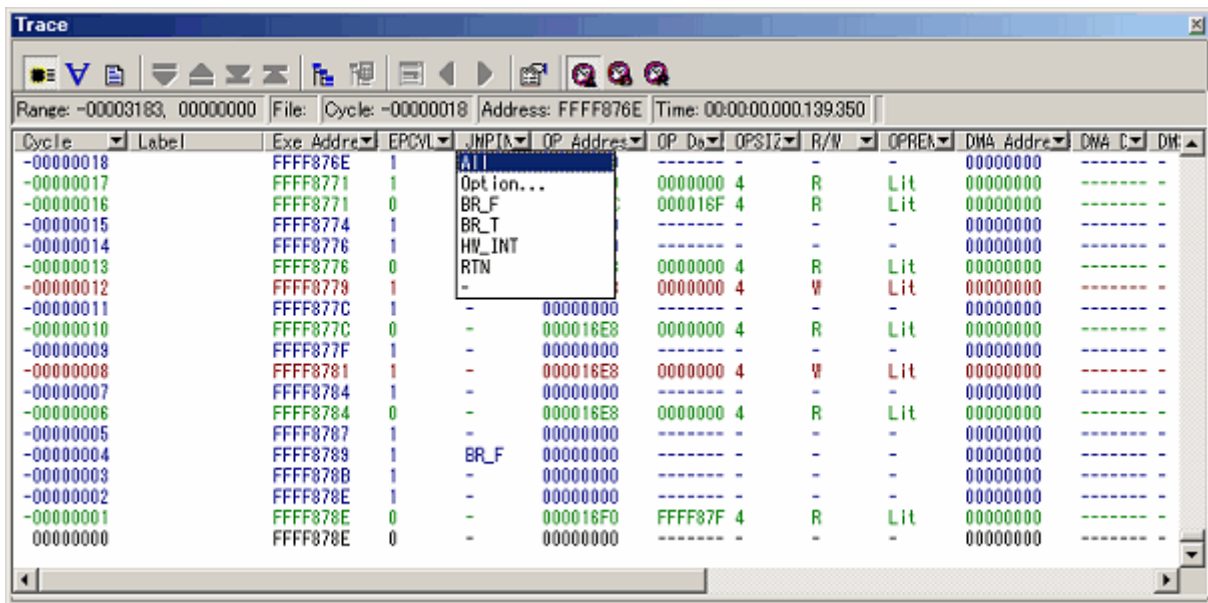 Trace
Range: -00003183, 00000000 File: Cycle: -00000018 Address: FFFF876E Time: 00:00:00.000.139.350
Cycle Label Exe Addre EPCVL JMPIN OP Addres OP Da OPSIZ R/W OPREN DMA Addre DMA D DM
-00000018 FFFF876E 1 All - - - 00000000 ------- -
-00000017 FFFF8771 1 Option... 0000000 4 R Lit 00000000 ------- -
-00000016 FFFF8771 0 BR_F 000016F 4 R Lit 00000000 ------- -
-00000015 FFFF8774 1 BR_T ------- - - - 00000000 ------- -
-00000014 FFFF8776 1 HW_INT ------- - - - 00000000 ------- -
-00000013 FFFF8776 0 RTN 0000000 4 R Lit 00000000 ------- -
-00000012 FFFF8779 1 - 0000000 4 W Lit 00000000 ------- -
-00000011 FFFF877C 1 - 00000000 ------- - - - 00000000 ------- -
-00000010 FFFF877C 0 - 000016E8 0000000 4 R Lit 00000000 ------- -
-00000009 FFFF877F 1 - 00000000 ------- - - - 00000000 ------- -
-00000008 FFFF8781 1 - 000016E8 0000000 4 W Lit 00000000 ------- -
-00000007 FFFF8784 1 - 00000000 ------- - - - 00000000 ------- -
-00000006 FFFF8784 0 - 000016E8 0000000 4 R Lit 00000000 ------- -
-00000005 FFFF8787 1 - 00000000 ------- - - - 00000000 ------- -
-00000004 FFFF8789 1 BR_F 00000000 ------- - - - 00000000 ------- -
-00000003 FFFF878B 1 - 00000000 ------- - - - 00000000 ------- -
-00000002 FFFF878E 1 - 00000000 ------- - - - 00000000 ------- -
-00000001 FFFF878E 0 - 000016F0 FFFF87F 4 R Lit 00000000 ------- -
00000000 FFFF878E 0 - 00000000 ------- - - - 00000000 ------- -